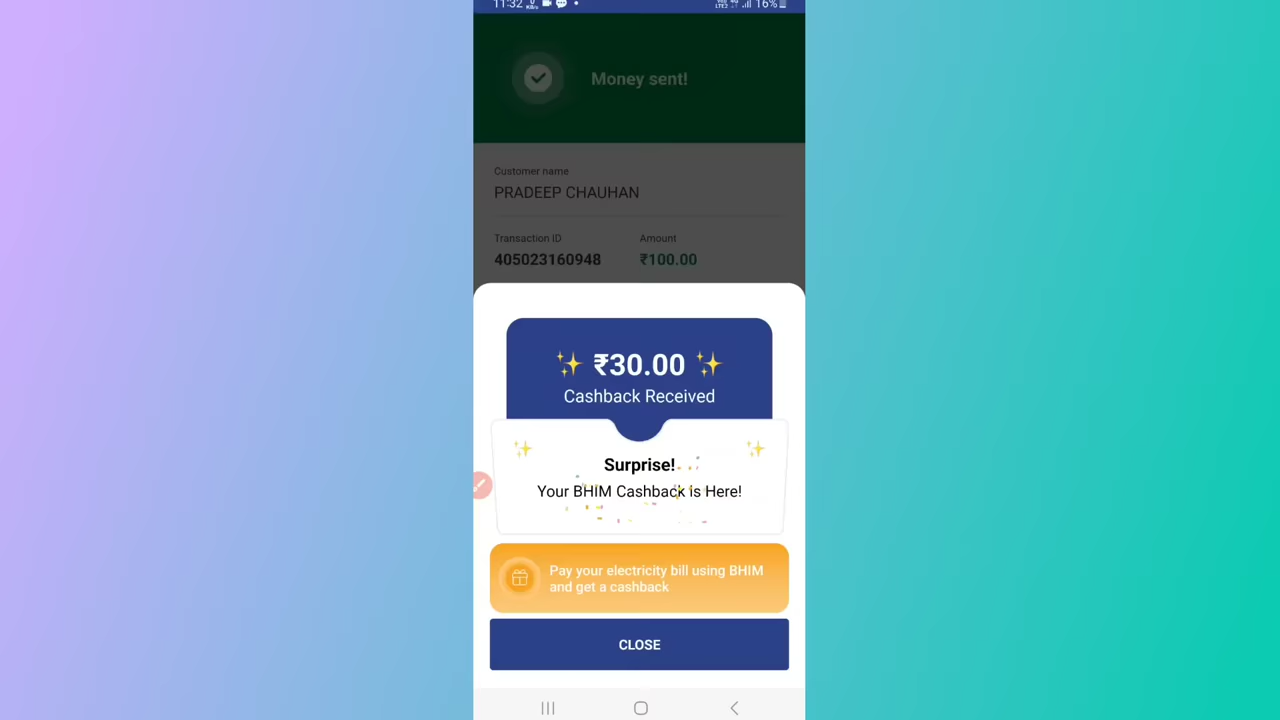 11:32
16%
Money sent!
Customer name
PRADEEP CHAUHAN
Transaction ID
Amount
405023160948
₹100.00
₹30.00
Cashback Received
Surprise!
Your BHIM Cashback is Here!
Pay your electricity bill using BHIM
and get a cashback
CLOSE